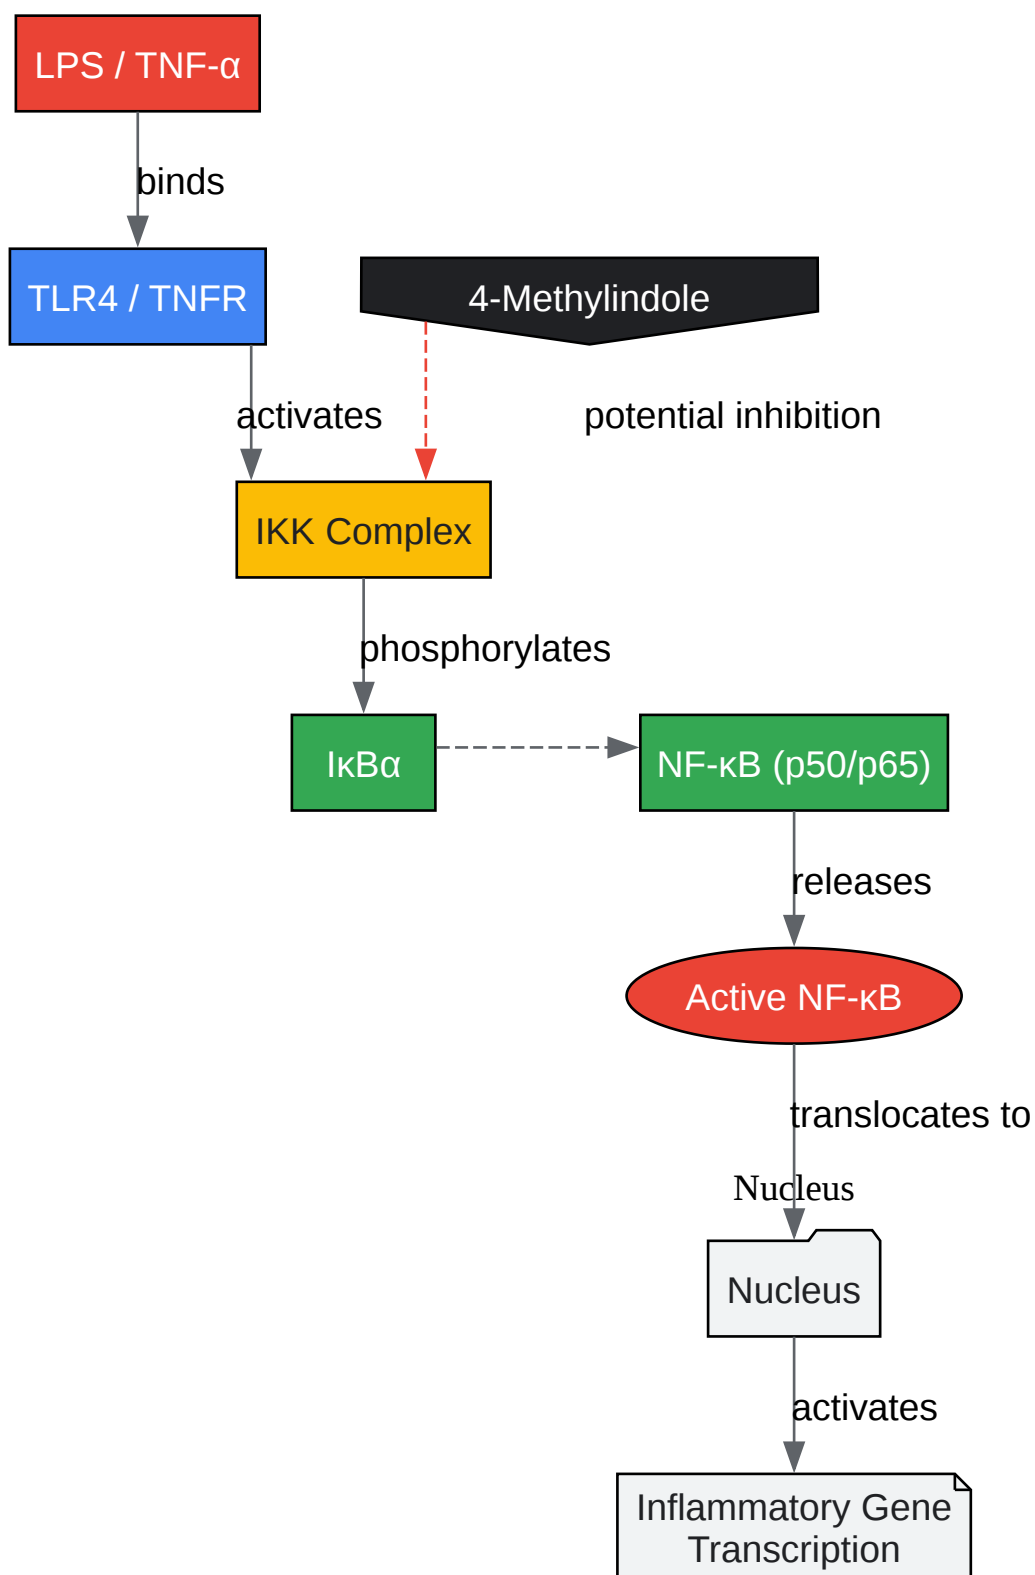 LPS / TNF-α
binds
TLR4 / TNFR
4-Methylindole
activates
potential inhibition
IKK Complex
phosphorylates
IκBα
NF-κB (p50/p65)
releases
Active NF-κB
translocates to
Nucleus
Nucleus
activates
Inflammatory Gene
Transcription